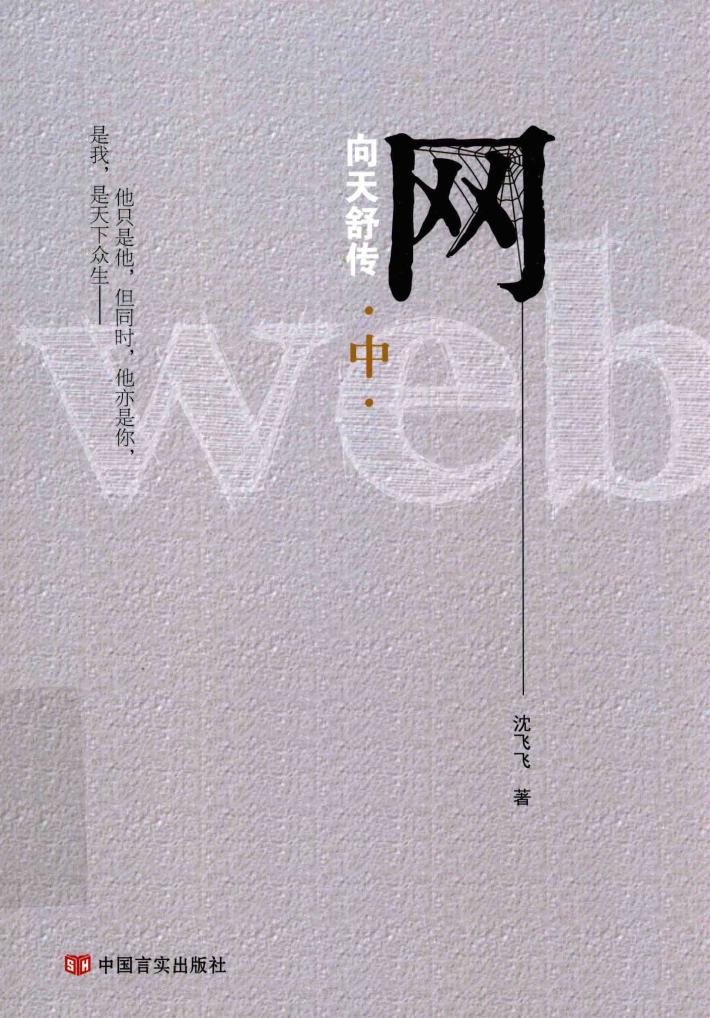 网
向天舒传
·中·
web
他只是他，但同时，他亦是你，
是我，是天下众生——
沈飞飞 著
SH
中国言实出版社